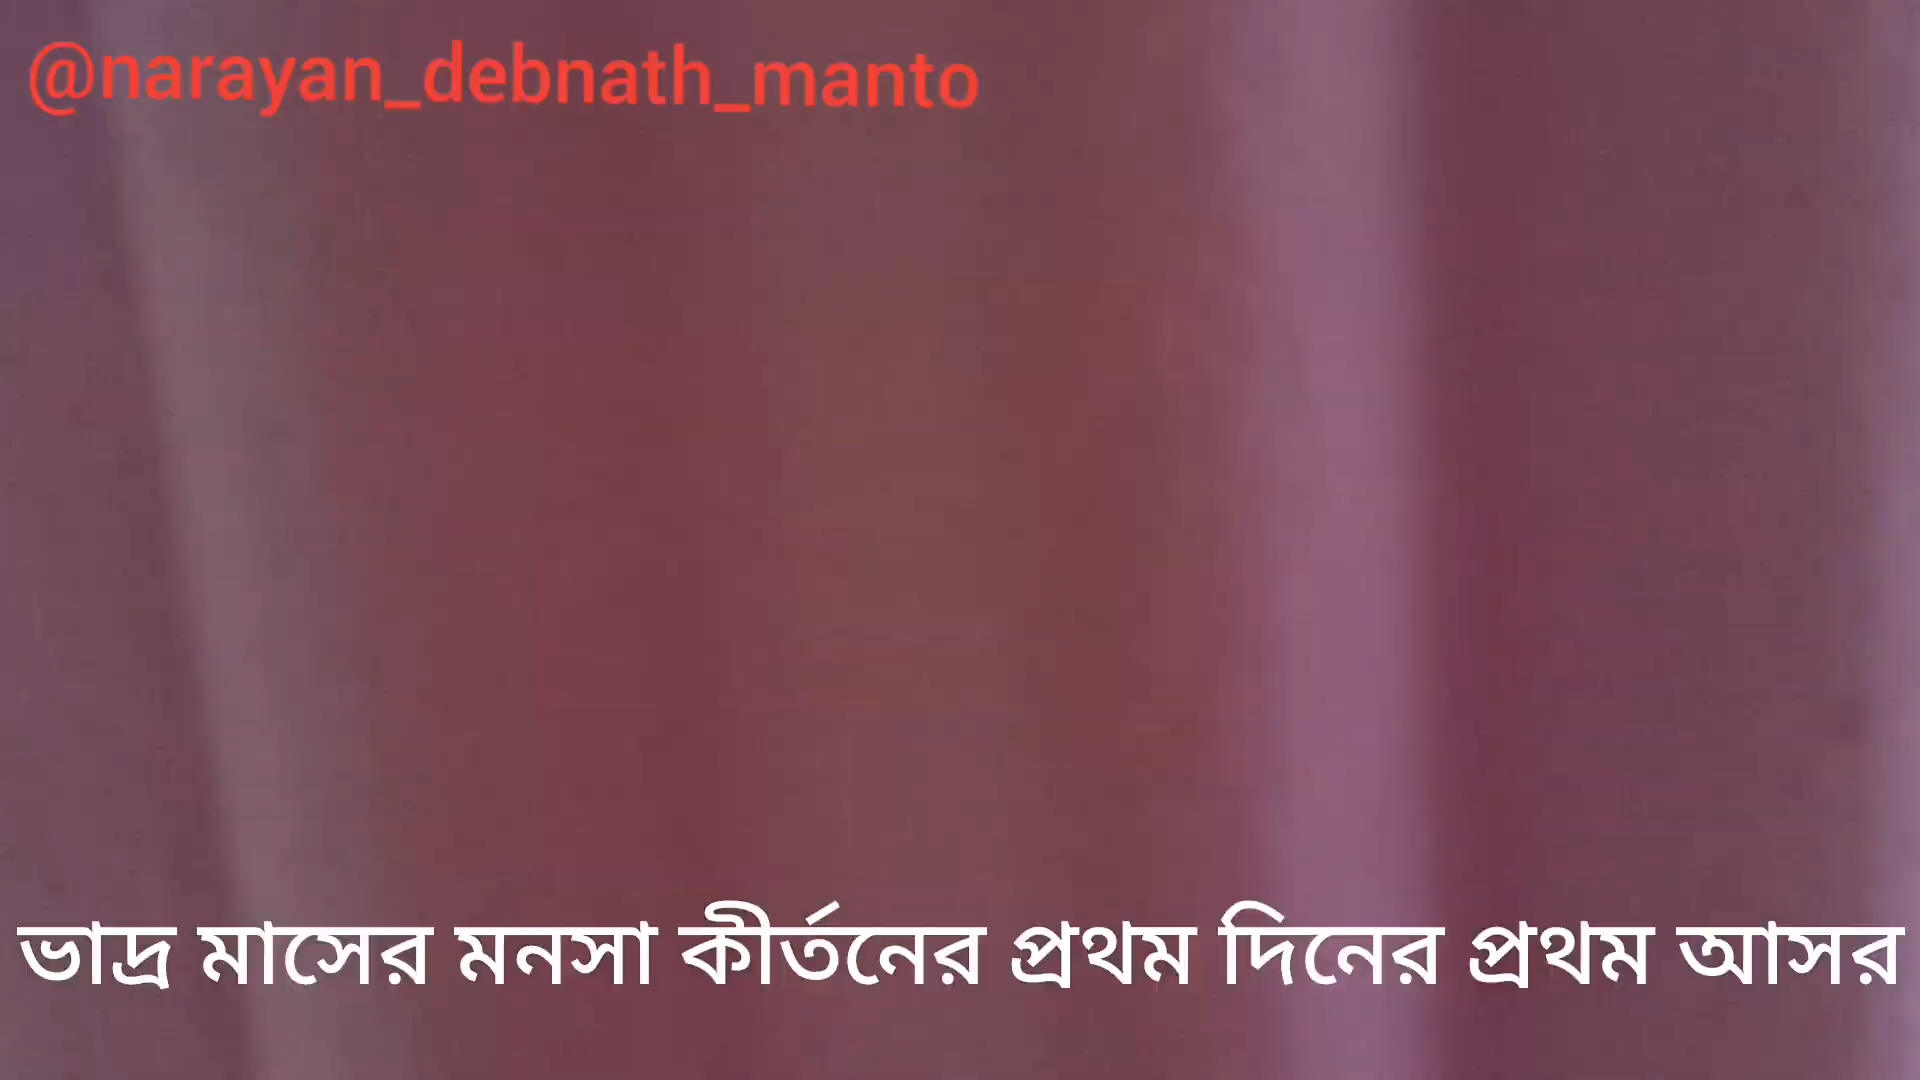 @narayan_debnath_manto
ভাদ্র মাসের মনসা কীর্তনের প্রথম দিনের প্রথম আসর